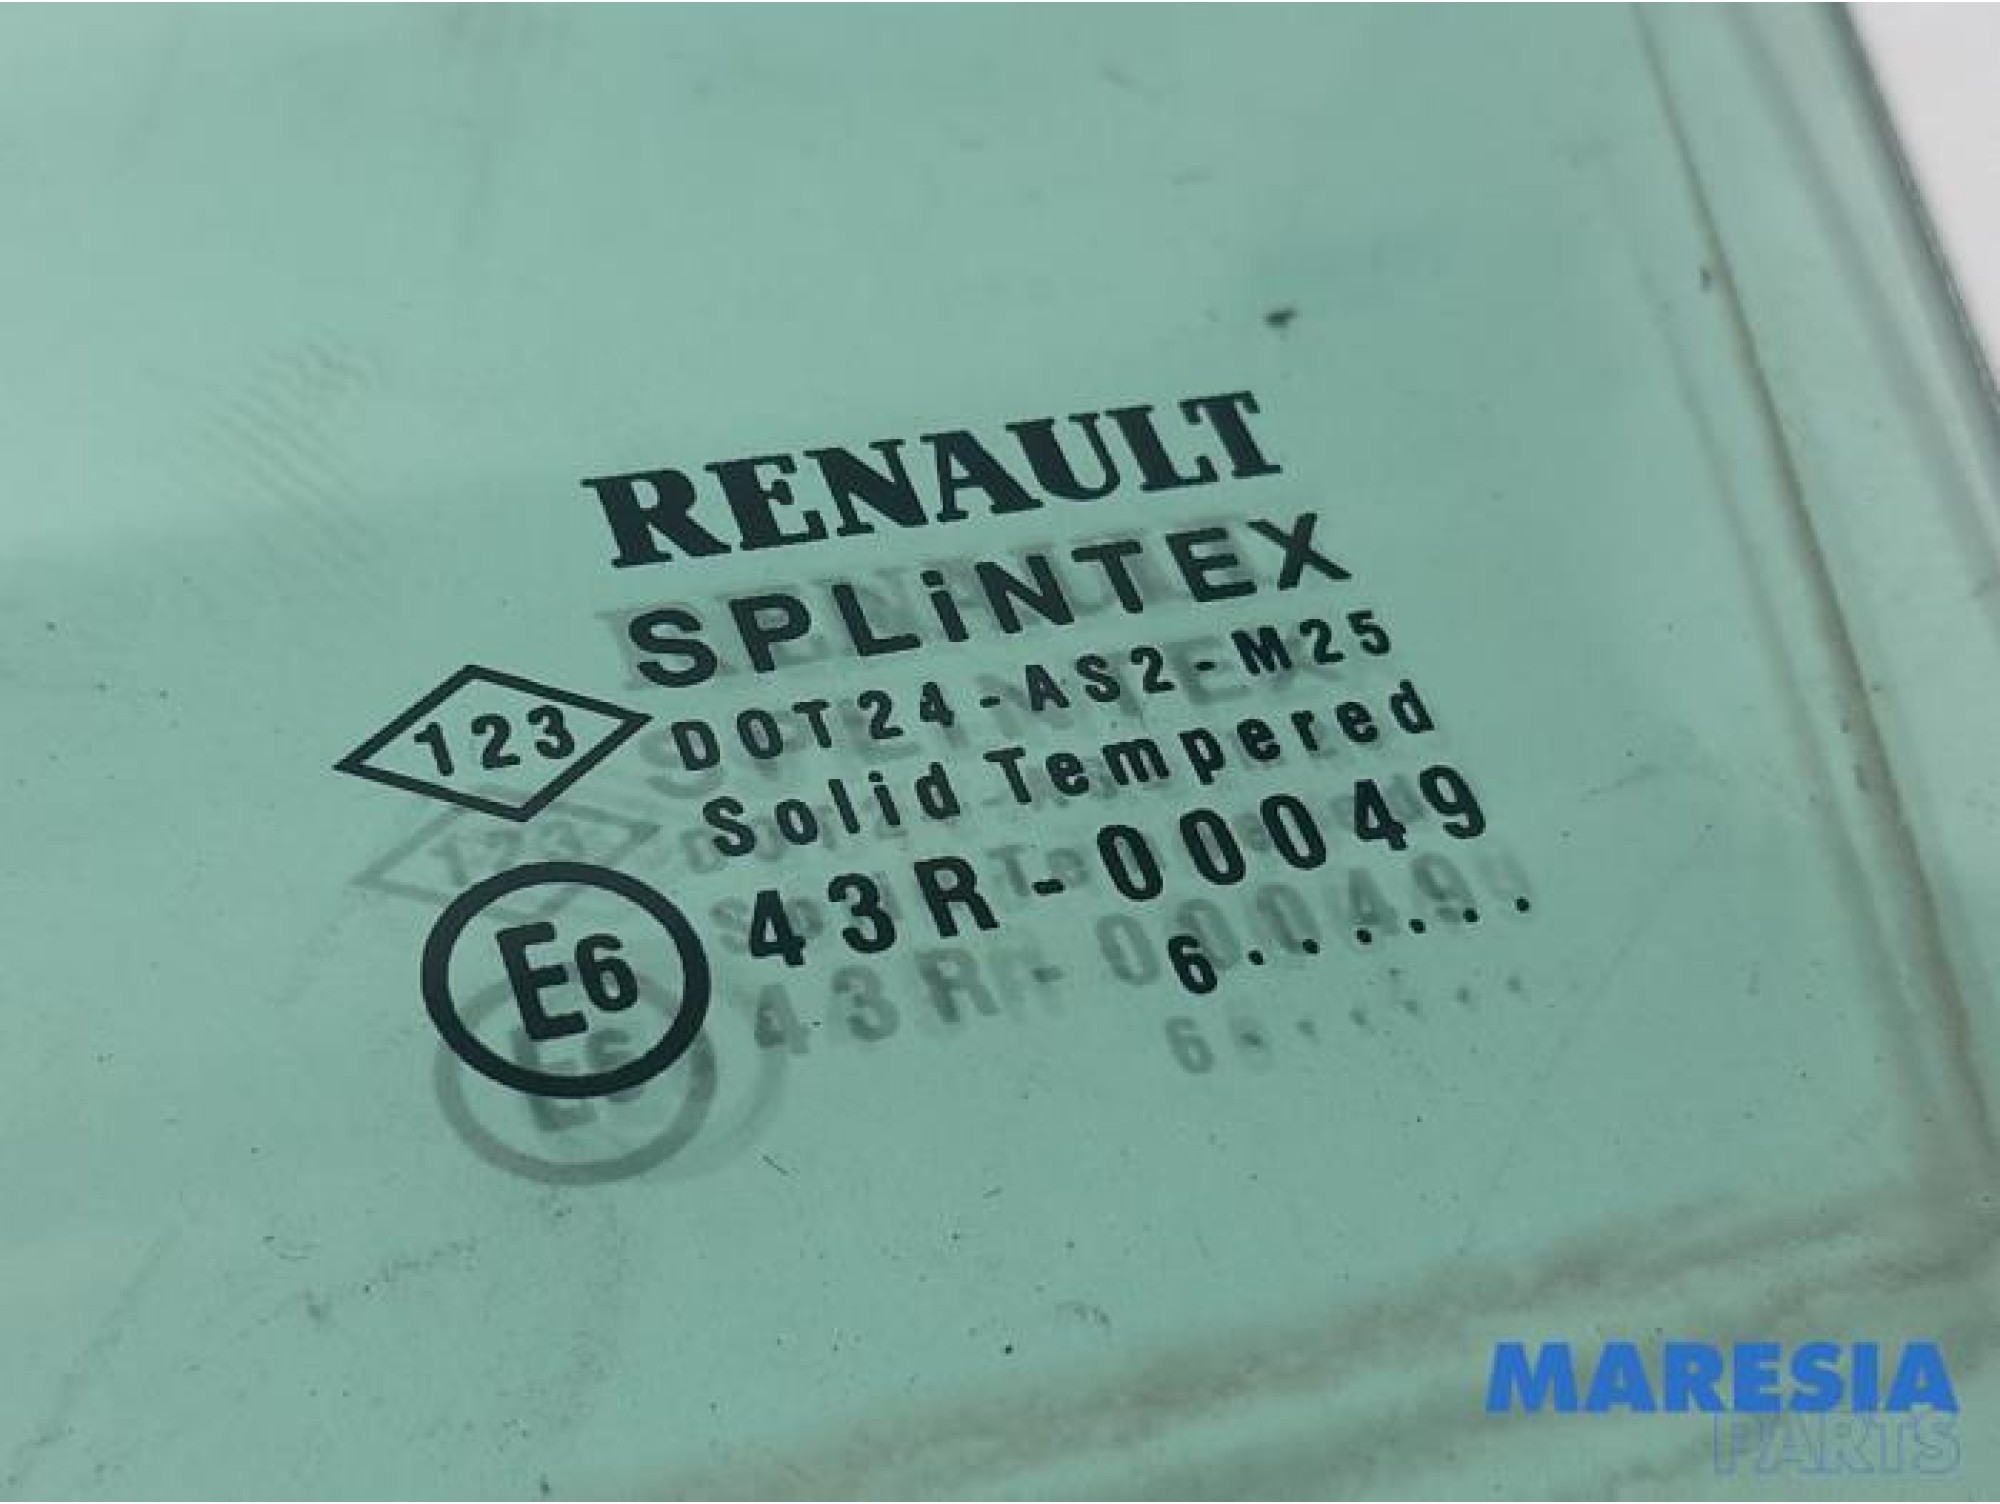 RENAULT
SPLiNTEX
123
DOT24-AS2-M25
Solid Tempered
E6
43R-00049
6......
MARESIA
PARTS